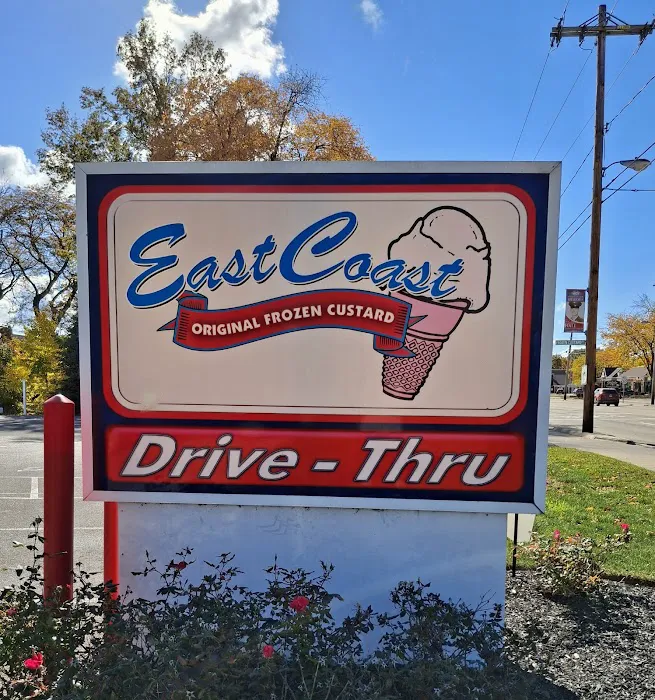 East Coast
ORIGINAL FROZEN CUSTARD
Drive - Thru